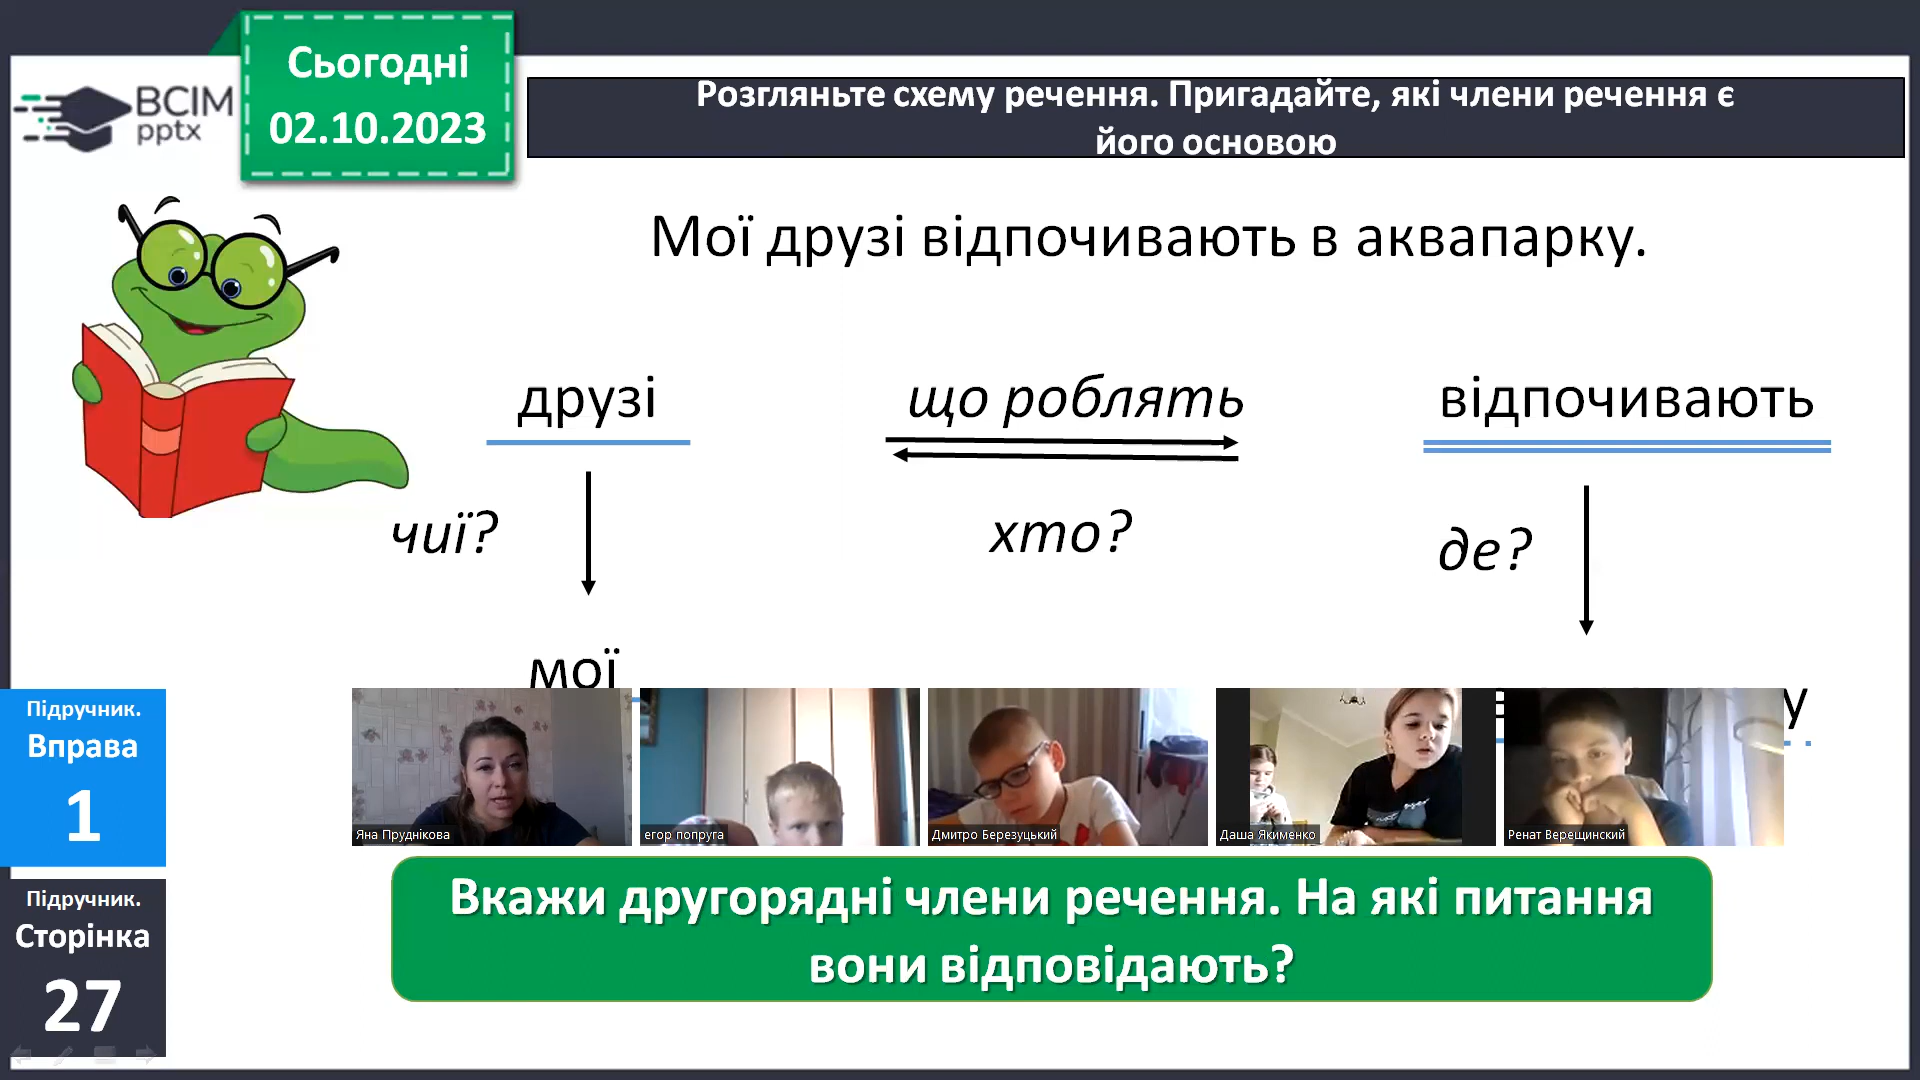 Сьогодні
02.10.2023
ВСІМ
pptx
Розгляньте схему речення. Пригадайте, які члени речення є
його основою
Мої друзі відпочивають в аквапарку.
друзі
що роблять
відпочивають
чиї?
хто?
де?
мої
Підручник.
Вправа
1
Яна Пруднікова
егор попруга
Дмитро Березуцький
Даша Якименко
Ренат Верещинский
Підручник.
Сторінка
27
Вкажи другорядні члени речення. На які питання
вони відповідають?